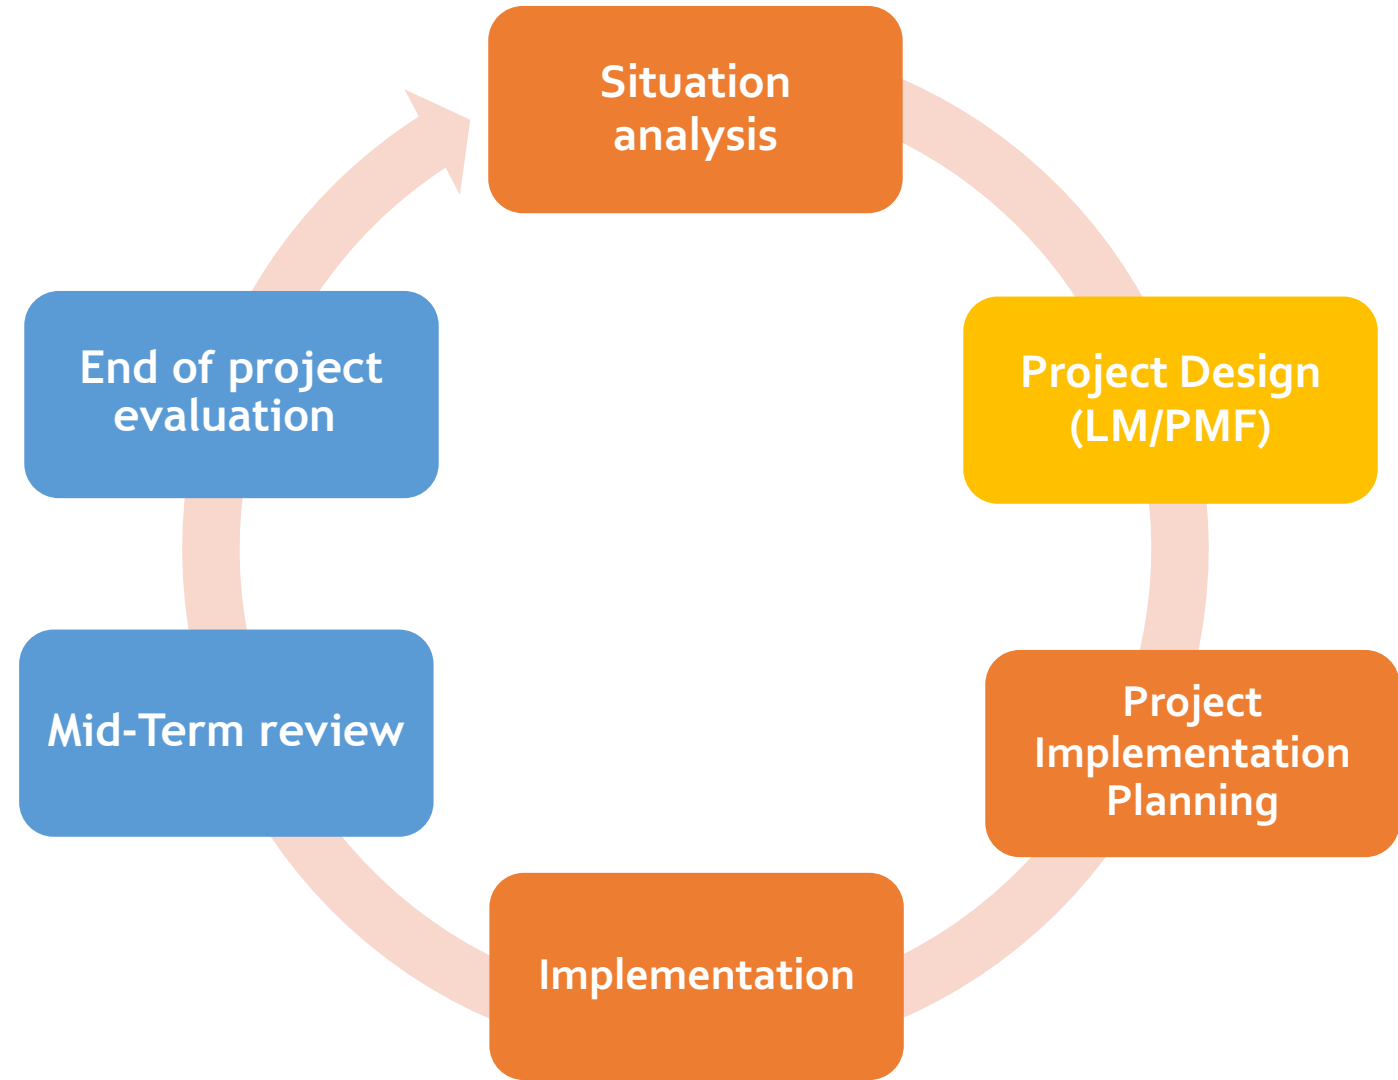 Situation
analysis
Project Design
(LM/PMF)
Project
Implementation
Planning
Implementation
Mid-Term review
End of project
evaluation